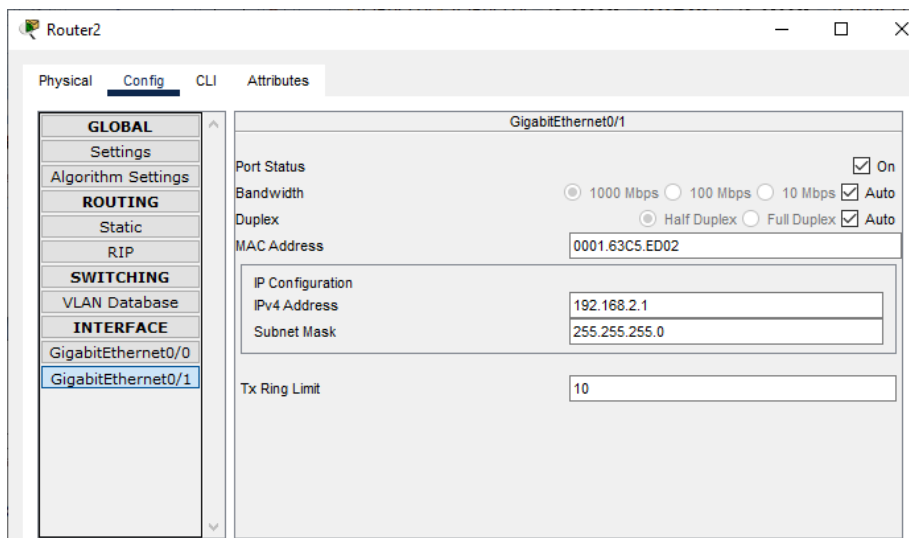 Router2
Physical Config CLI Attributes
GLOBAL
Settings
Algorithm Settings
ROUTING
Static
RIP
SWITCHING
VLAN Database
INTERFACE
GigabitEthernet0/0
GigabitEthernet0/1
GigabitEthernet0/1
Port Status On
Bandwidth 1000 Mbps 100 Mbps 10 Mbps Auto
Duplex Half Duplex Full Duplex Auto
MAC Address 0001.63C5.ED02
IP Configuration
IPv4 Address 192.168.2.1
Subnet Mask 255.255.255.0
Tx Ring Limit 10